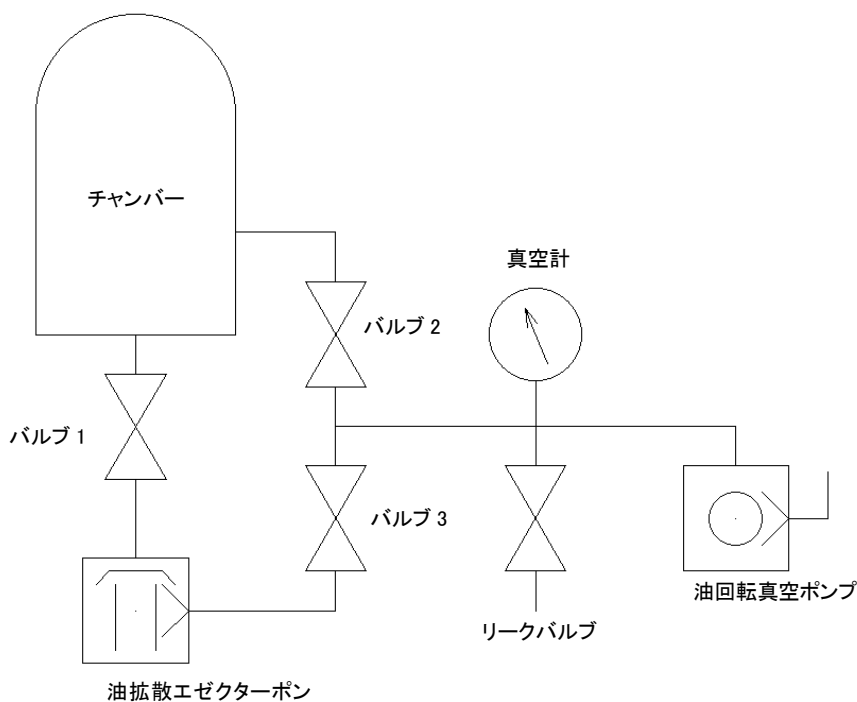 チャンバー
真空計
バルブ 2
バルブ 1
バルブ 3
油回転真空ポンプ
リークバルブ
油拡散エゼクターポン